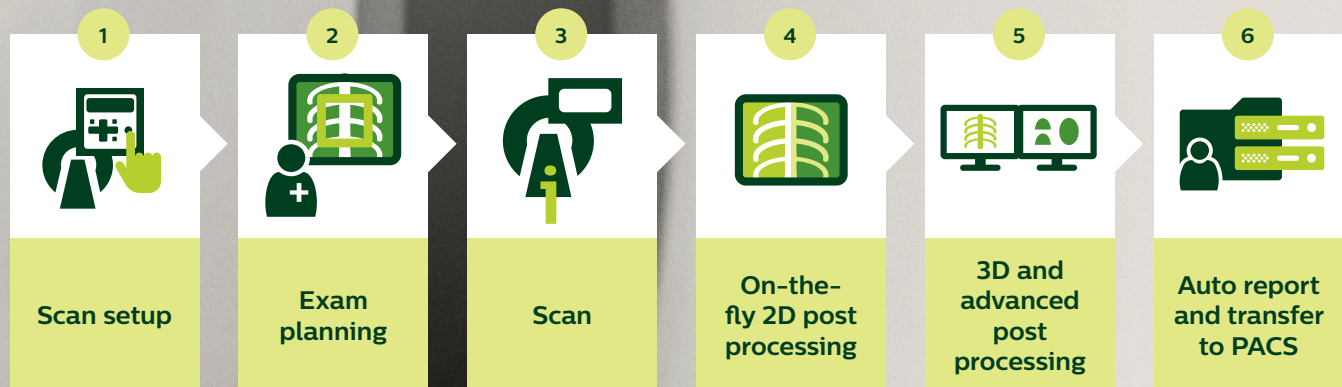 1
Scan setup
2
Exam
planning
3
Scan
4
On-the-
fly 2D post
processing
5
3D and
advanced
post
processing
6
Auto report
and transfer
to PACS